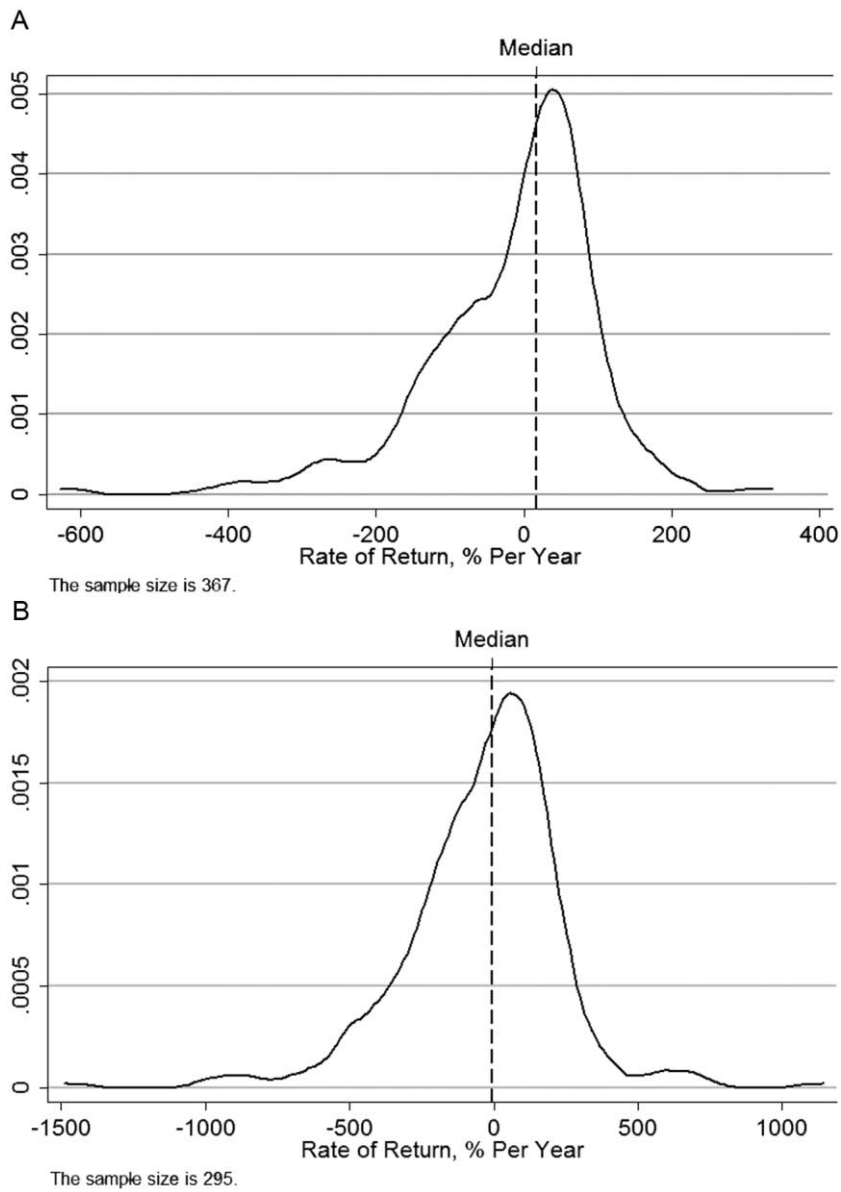 A
Median
.005
.004
.003
.002
.001
0
-600 -400 -200 0 200 400
Rate of Return, % Per Year
The sample size is 367.
B
Median
.002
.0015
.001
.0005
0
-1500 -1000 -500 0 500 1000
Rate of Return, % Per Year
The sample size is 295.